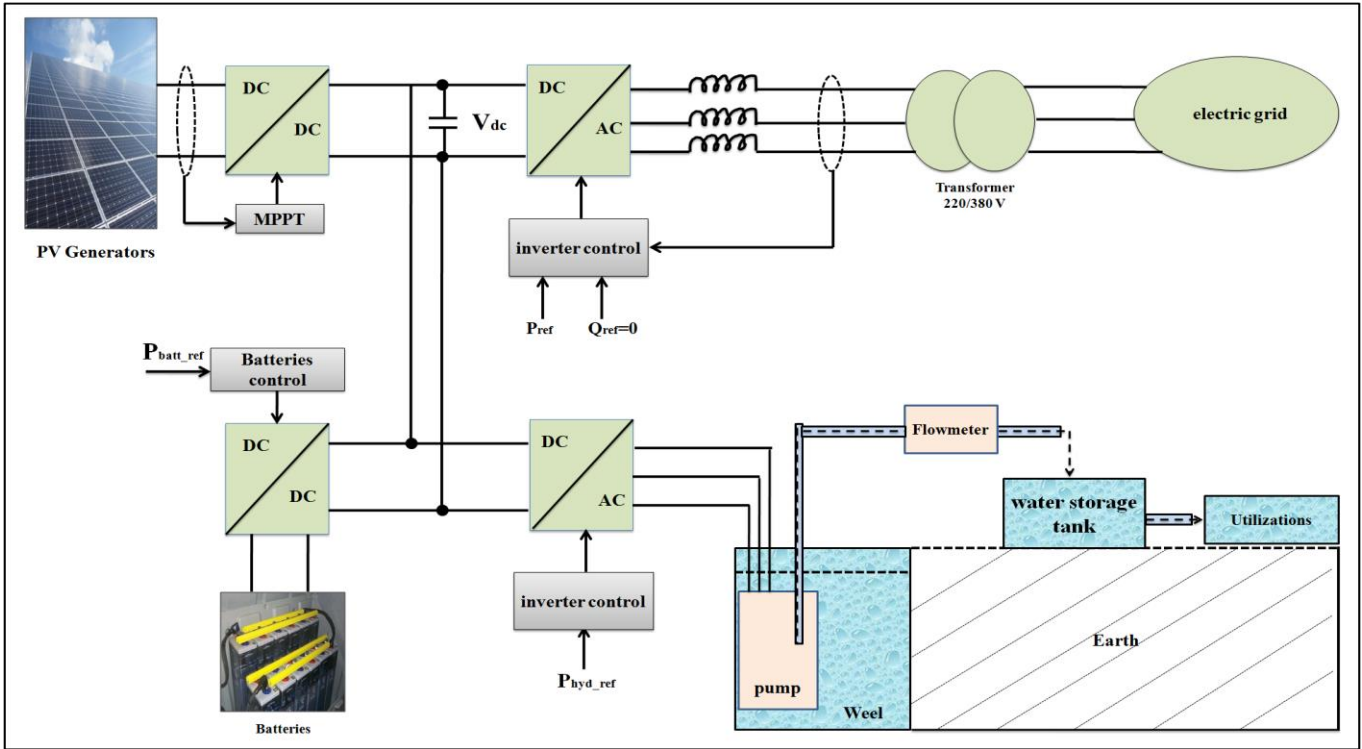 DC
DC
Vdc
DC
AC
electric grid
Transformer
220/380 V
MPPT
PV Generators
inverter control
Pref
Qref=0
Pbatt_ref
Batteries
control
DC
DC
DC
AC
Flowmeter
water storage
tank
Utilizations
inverter control
Earth
pump
Phyd_ref
Weel
Batteries